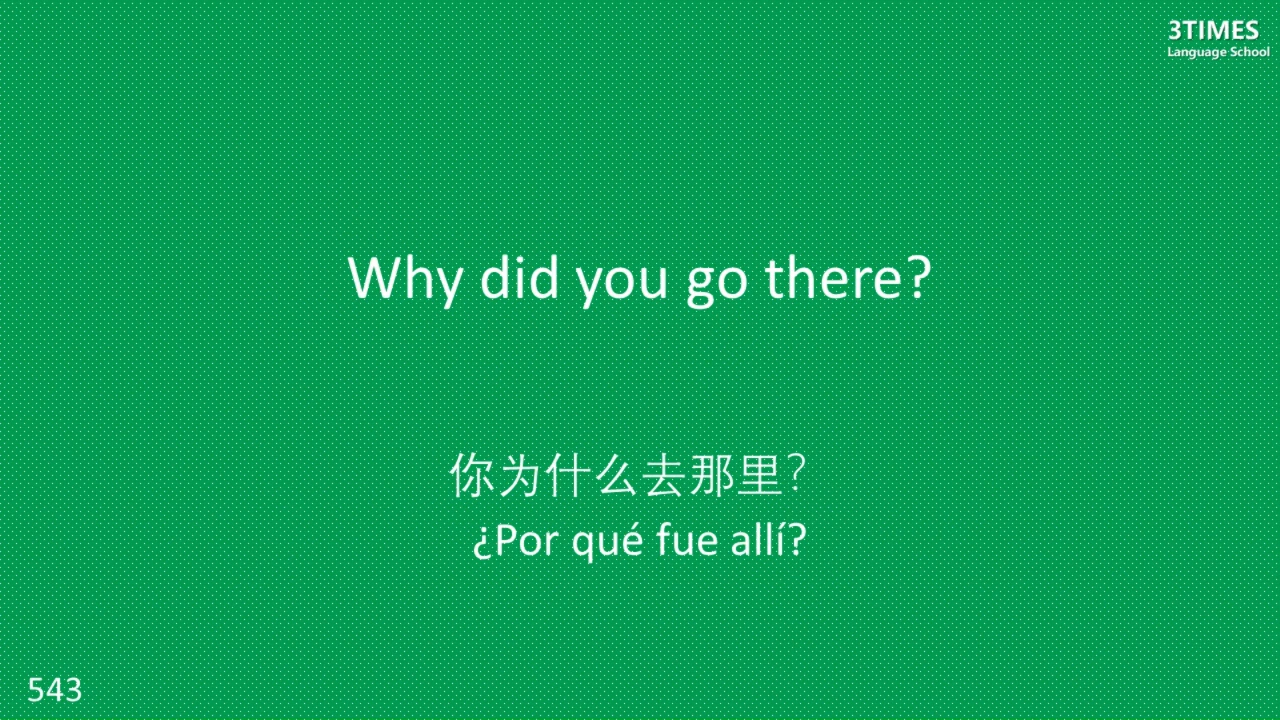 3TIMES
Language School
Why did you go there?
你为什么去那里?
¿Por qué fue allí?
543